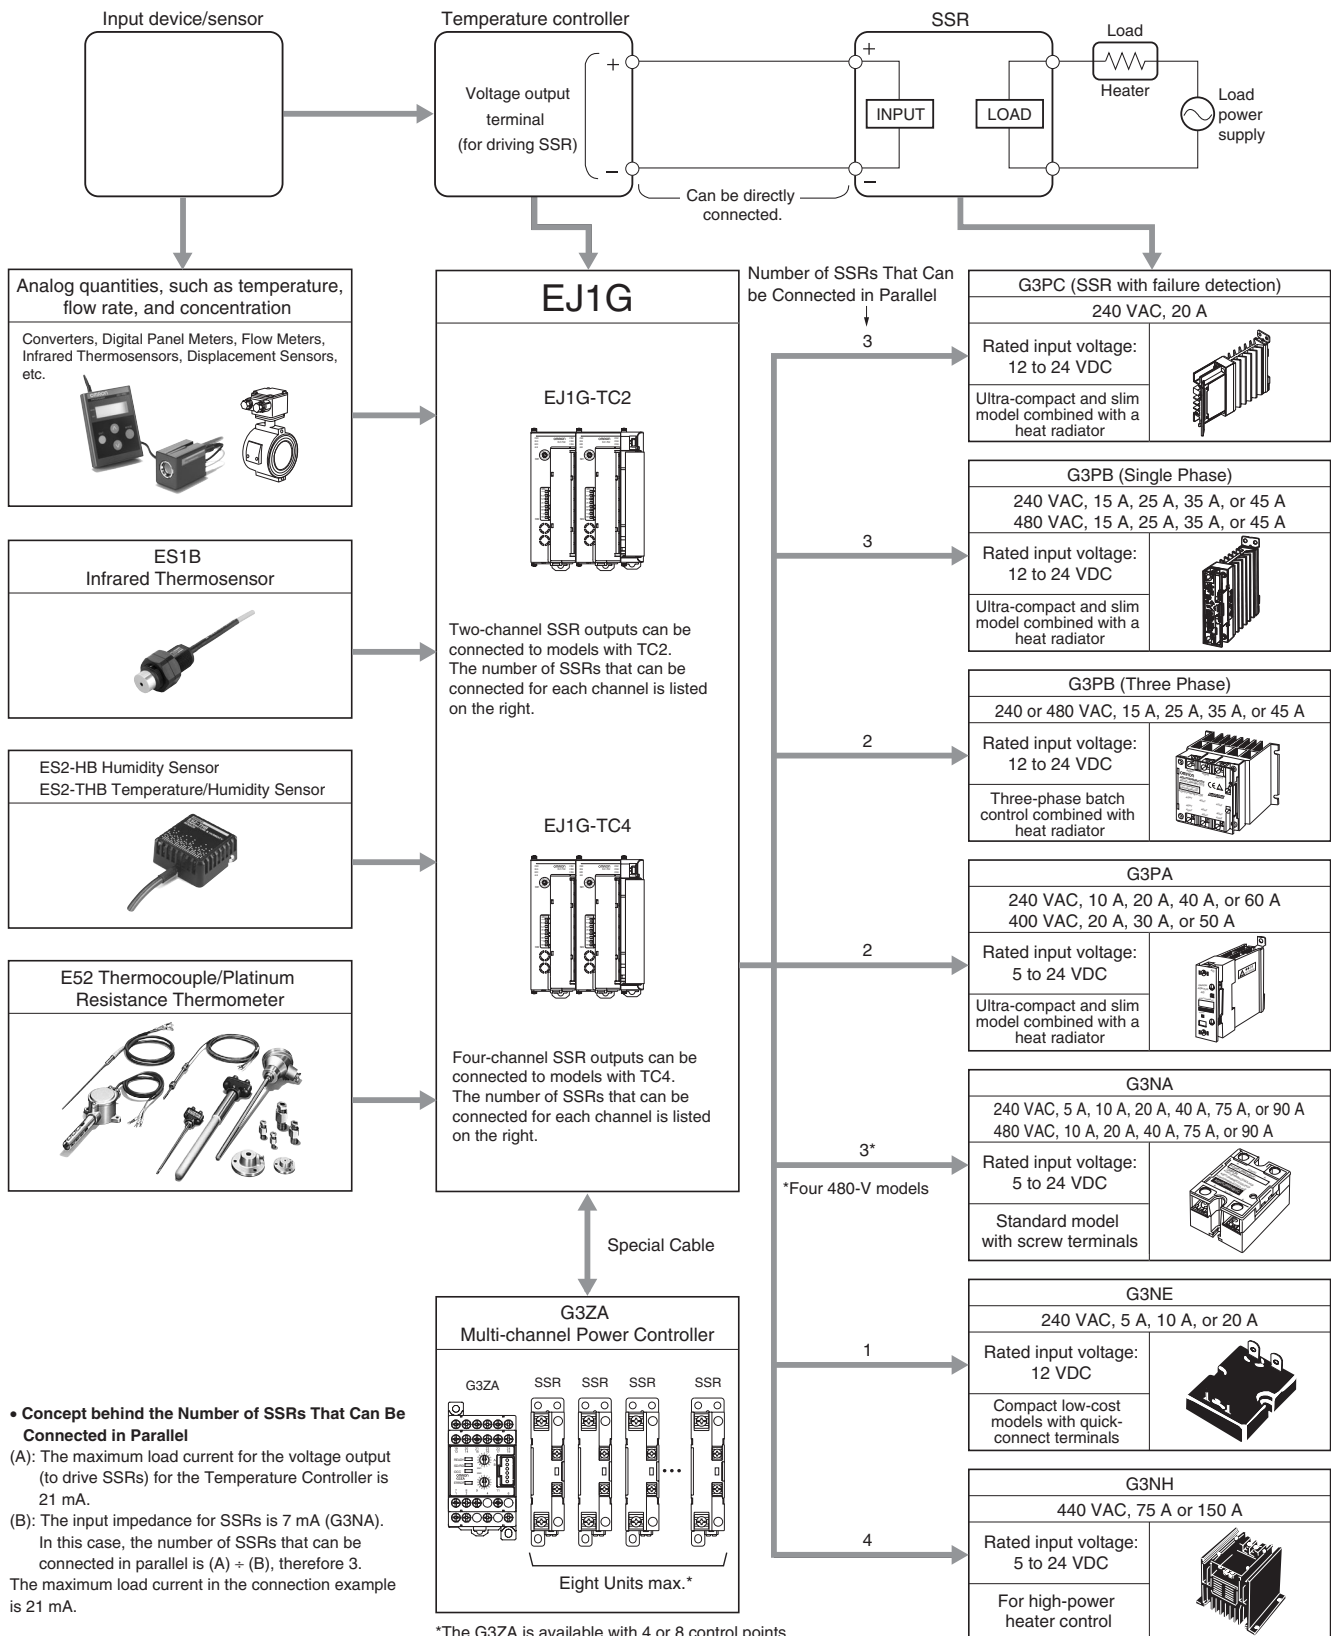 Input device/sensor
Temperature controller
Voltage output
terminal
(for driving SSR)
+
−
Can be directly
connected.
SSR
+
−
INPUT
LOAD
Load
Heater
Load
power
supply
Analog quantities, such as temperature,
flow rate, and concentration
Converters, Digital Panel Meters, Flow Meters,
Infrared Thermosensors, Displacement Sensors,
etc.
ES1B
Infrared Thermosensor
ES2-HB Humidity Sensor
ES2-THB Temperature/Humidity Sensor
E52 Thermocouple/Platinum
Resistance Thermometer
EJ1G
EJ1G-TC2
Two-channel SSR outputs can be
connected to models with TC2.
The number of SSRs that can be
connected for each channel is listed
on the right.
EJ1G-TC4
Four-channel SSR outputs can be
connected to models with TC4.
The number of SSRs that can be
connected for each channel is listed
on the right.
Special Cable
G3ZA
Multi-channel Power Controller
G3ZA
SSR
SSR
SSR
SSR
Eight Units max.*
*The G3ZA is available with 4 or 8 control points
Number of SSRs That Can
be Connected in Parallel
3
G3PC (SSR with failure detection)
240 VAC, 20 A
Rated input voltage:
12 to 24 VDC
Ultra-compact and slim
model combined with a
heat radiator
3
G3PB (Single Phase)
240 VAC, 15 A, 25 A, 35 A, or 45 A
480 VAC, 15 A, 25 A, 35 A, or 45 A
Rated input voltage:
12 to 24 VDC
Ultra-compact and slim
model combined with a
heat radiator
2
G3PB (Three Phase)
240 or 480 VAC, 15 A, 25 A, 35 A, or 45 A
Rated input voltage:
12 to 24 VDC
Three-phase batch
control combined with
heat radiator
2
G3PA
240 VAC, 10 A, 20 A, 40 A, or 60 A
400 VAC, 20 A, 30 A, or 50 A
Rated input voltage:
5 to 24 VDC
Ultra-compact and slim
model combined with a
heat radiator
3*
*Four 480-V models
G3NA
240 VAC, 5 A, 10 A, 20 A, 40 A, 75 A, or 90 A
480 VAC, 10 A, 20 A, 40 A, 75 A, or 90 A
Rated input voltage:
5 to 24 VDC
Standard model
with screw terminals
1
G3NE
240 VAC, 5 A, 10 A, or 20 A
Rated input voltage:
12 VDC
Compact low-cost
models with quick-
connect terminals
4
G3NH
440 VAC, 75 A or 150 A
Rated input voltage:
5 to 24 VDC
For high-power
heater control
• Concept behind the Number of SSRs That Can Be
Connected in Parallel
(A): The maximum load current for the voltage output
(to drive SSRs) for the Temperature Controller is
21 mA.
(B): The input impedance for SSRs is 7 mA (G3NA).
In this case, the number of SSRs that can be
connected in parallel is (A) ÷ (B), therefore 3.
The maximum load current in the connection example
is 21 mA.